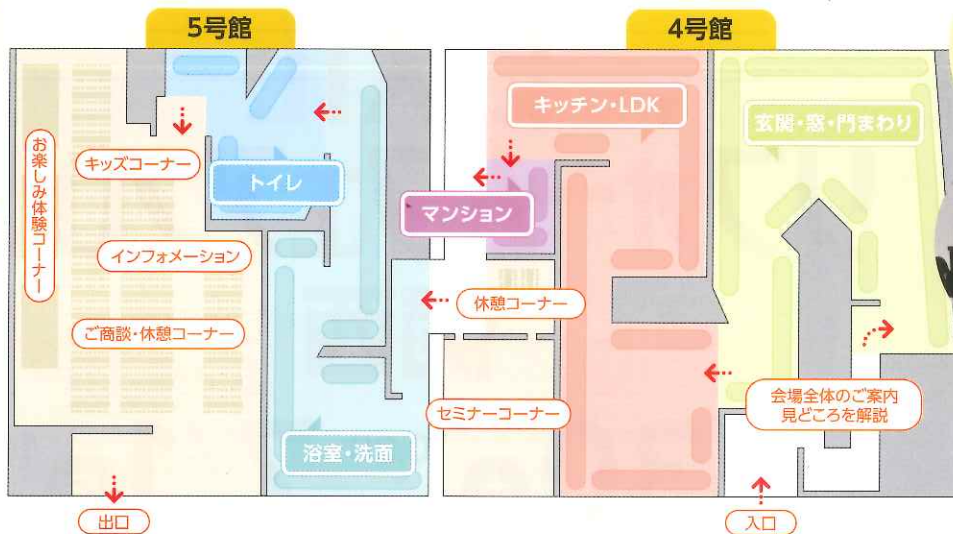 5号館
4号館
お楽しみ体験コーナー
キッズコーナー
トイレ
インフォメーション
ご商談・休憩コーナー
浴室・洗面
出口
マンション
キッチン・LDK
玄関・窓・門まわり
休憩コーナー
セミナーコーナー
会場全体のご案内
見どころを解説
入口